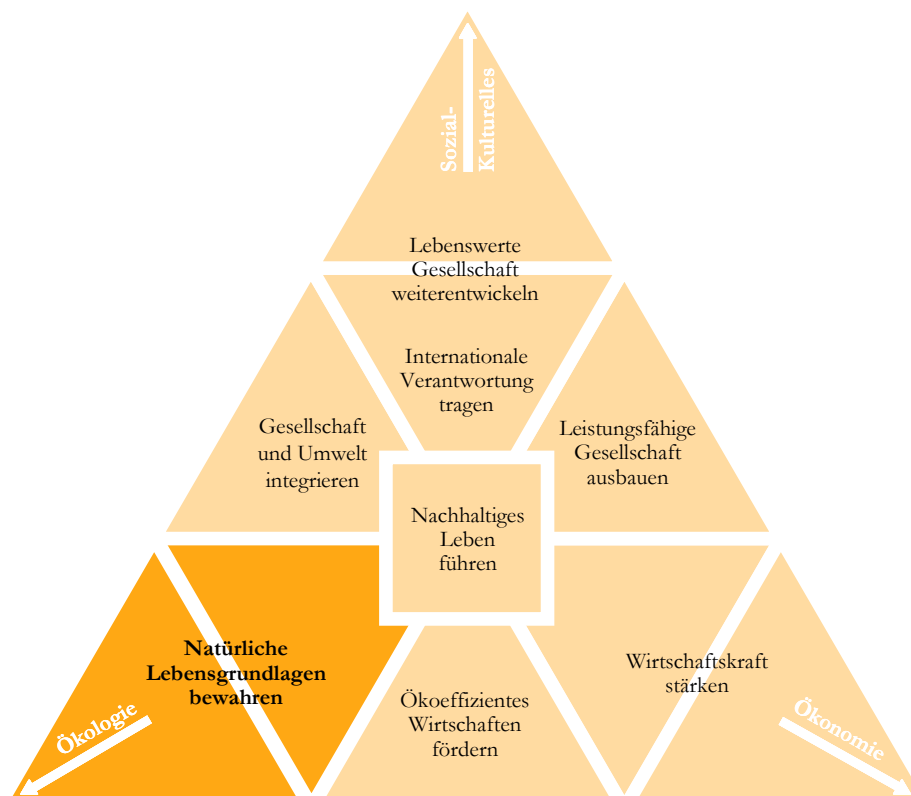 Sozial-
Kulturelles
Lebenswerte
Gesellschaft
weiterentwickeln
Internationale
Verantwortung
tragen
Gesellschaft
und Umwelt
integrieren
Leistungsfähige
Gesellschaft
ausbauen
Nachhaltiges
Leben
führen
Natürliche
Lebensgrundlagen
bewahren
Ökoeffizientes
Wirtschaften
fördern
Wirtschaftskraft
stärken
Ökologie
Ökonomie